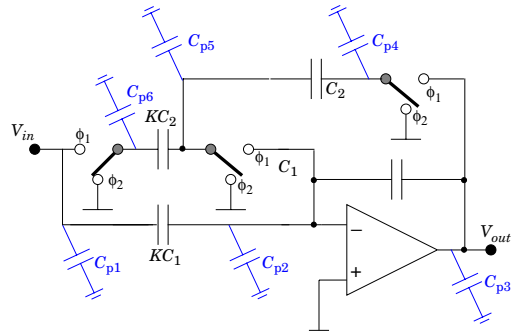 C_p5
C_p4
C_p6
C_2
ϕ_1
ϕ_2
KC_2
V_in
ϕ_1
ϕ_1
C_1
ϕ_2
ϕ_2
−
V_out
KC_1
C_p1
C_p2
+
C_p3